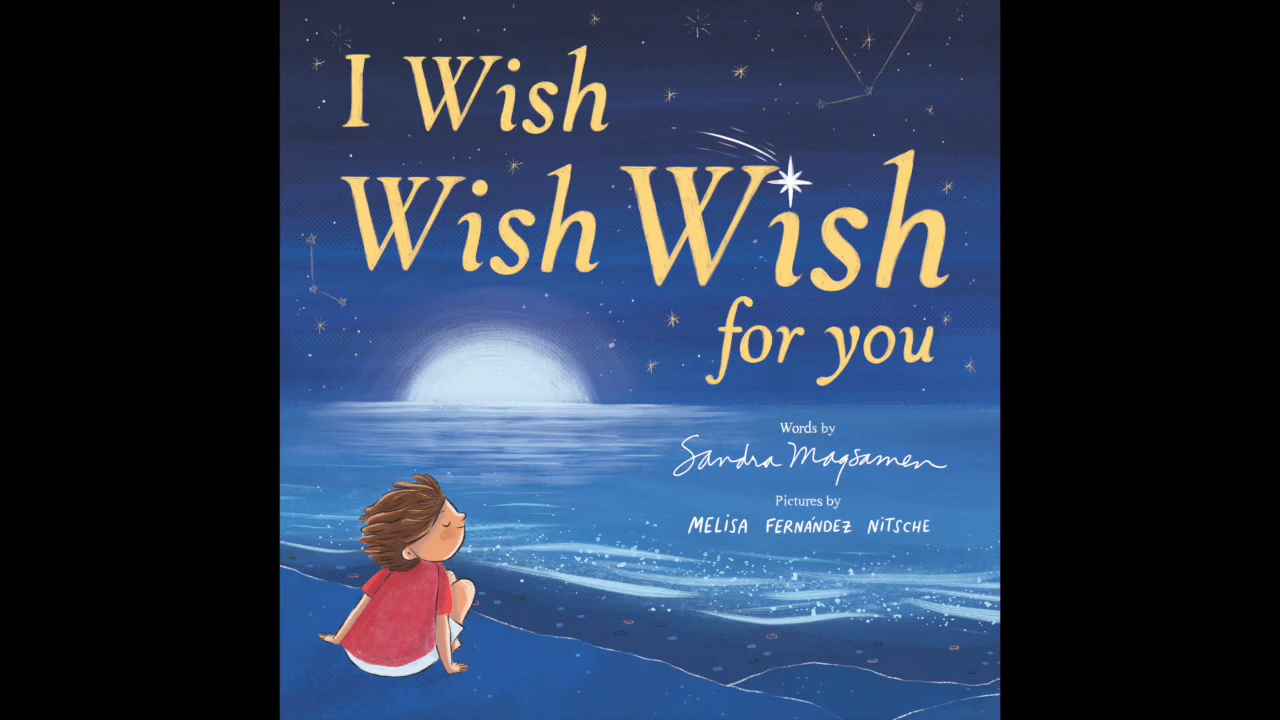 I Wish
Wish Wish
for you
Words by
Sandra Magsamen
Pictures by
MELISA FERNÁNDEZ NiTSCHE